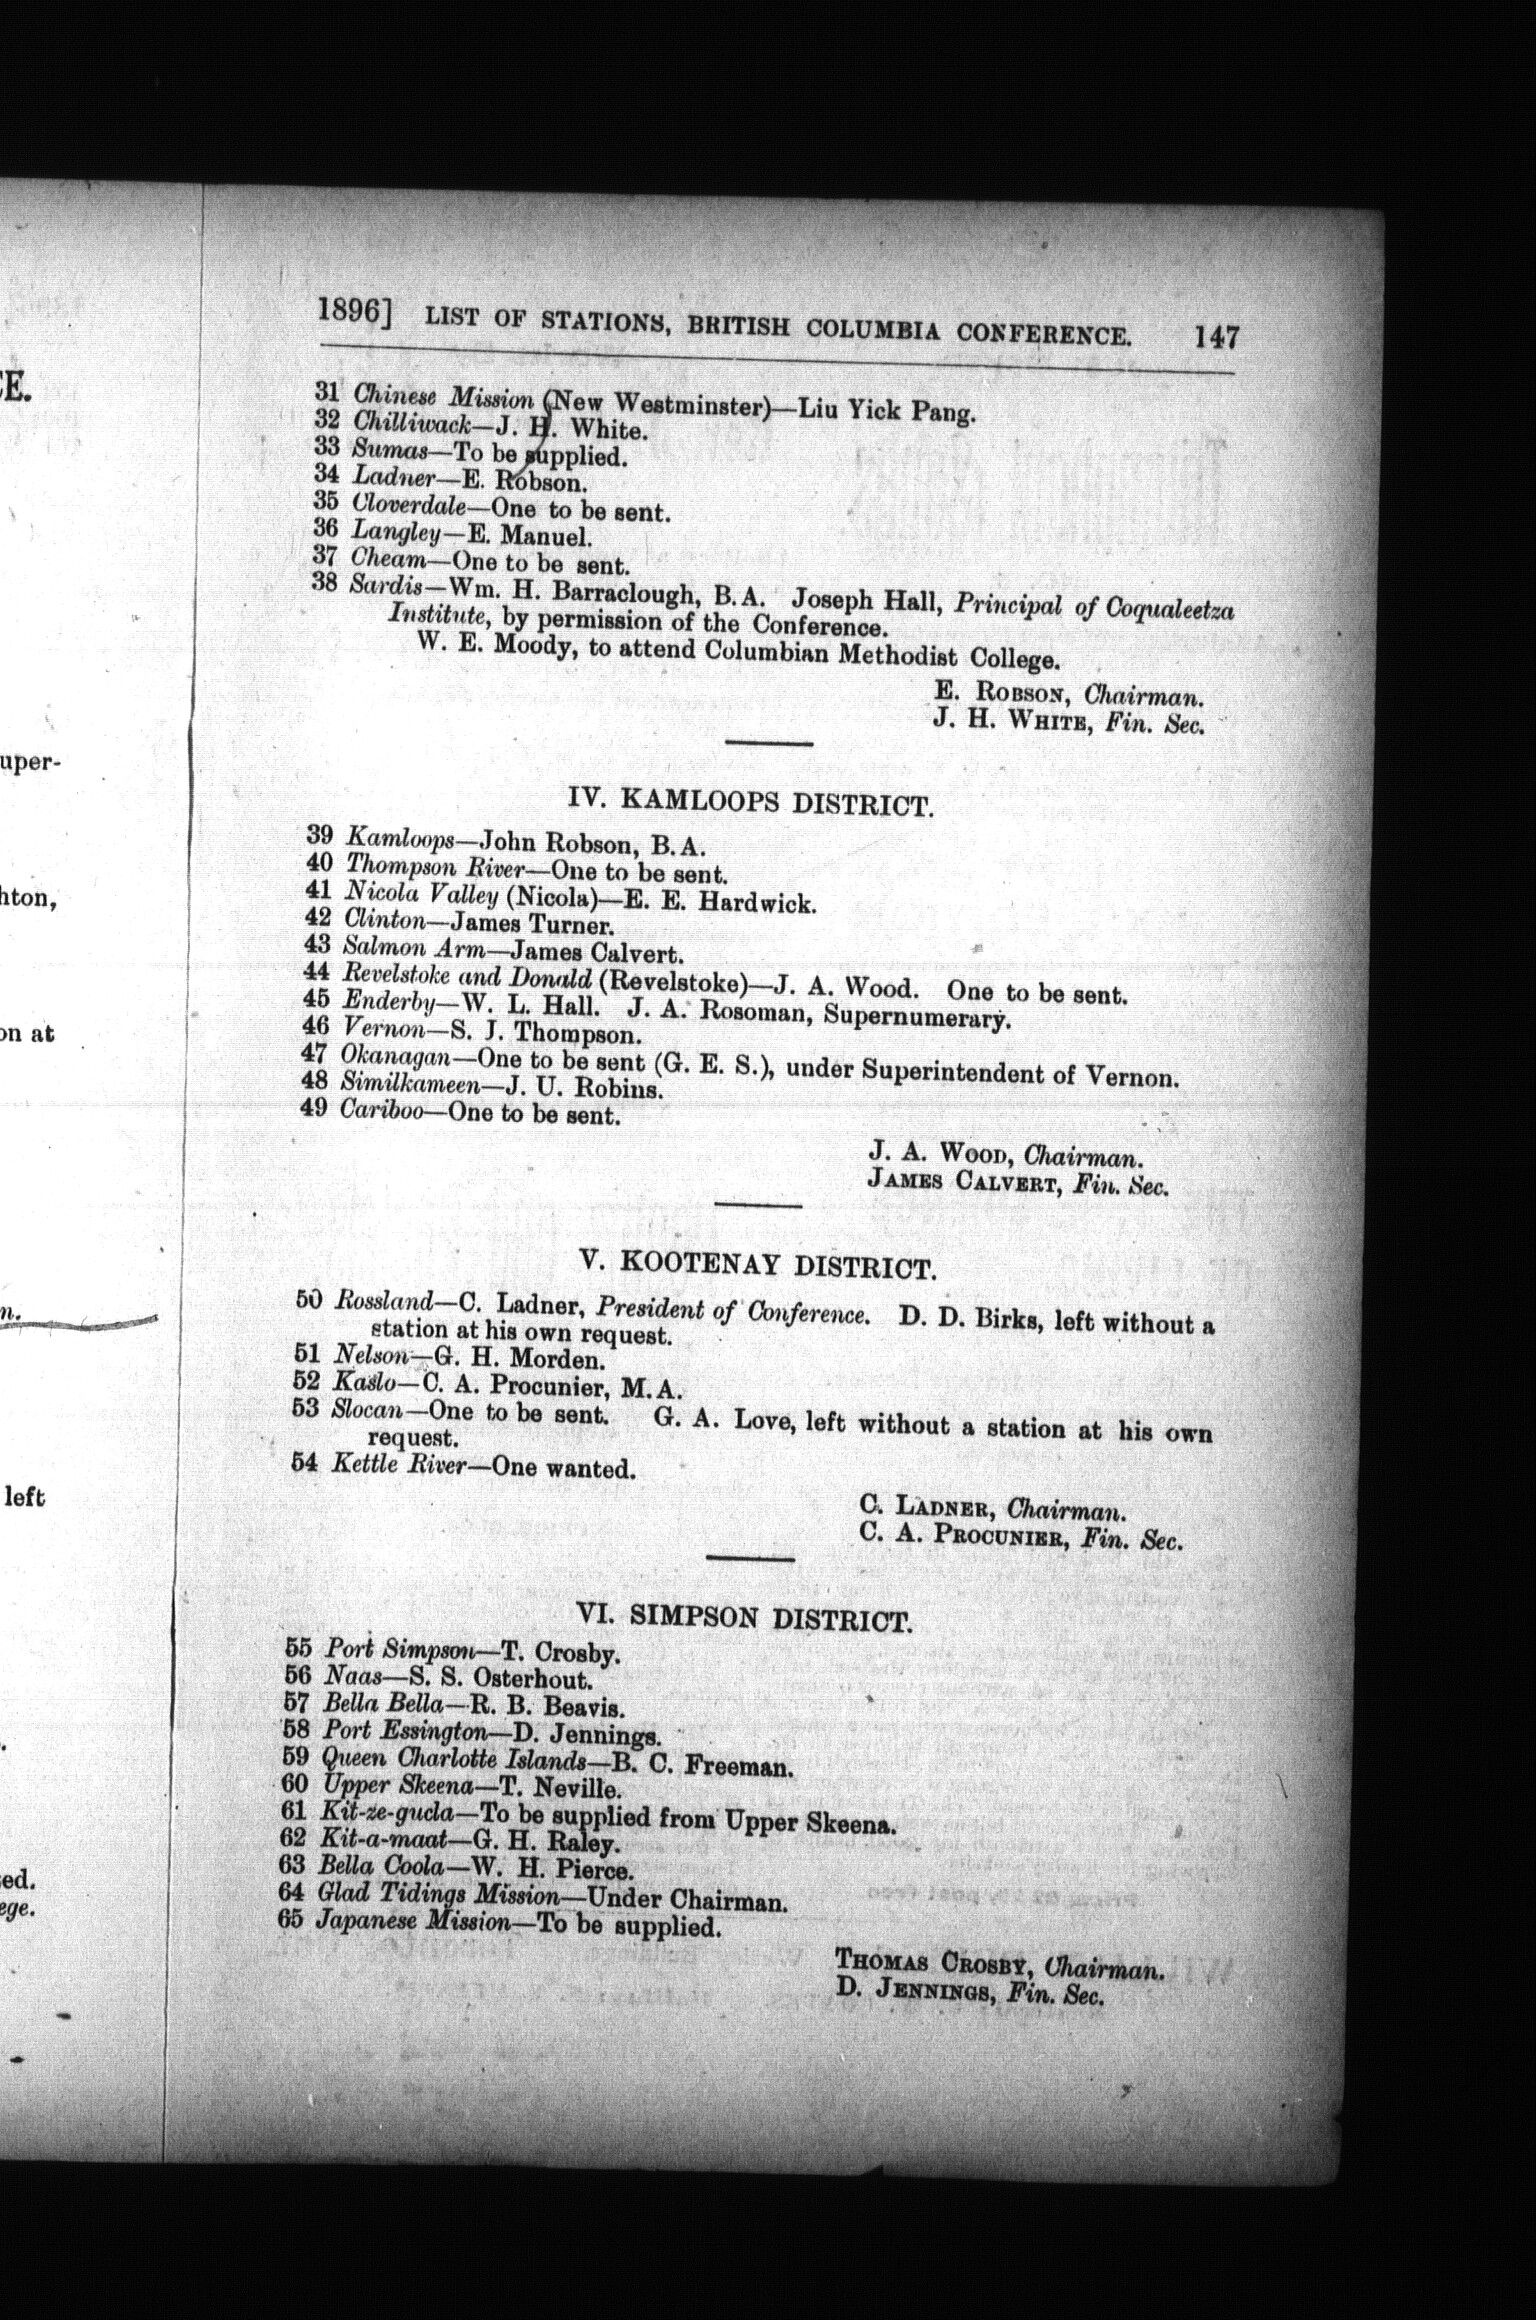 1896] LIST OF STATIONS, BRITISH COLUMBIA CONFERENCE. 147
31 Chinese Mission (New Westminster)—Liu Yick Pang.
32 Chilliwack—J. H. White.
33 Sumas—To be supplied.
34 Ladner—E. Robson.
35 Cloverdale—One to be sent.
36 Langley—E. Manuel.
37 Cheam—One to be sent.
38 Sardis—Wm. H. Barraclough, B.A. Joseph Hall, Principal of Coqualeetza
Institute, by permission of the Conference.
W. E. Moody, to attend Columbian Methodist College.
E. ROBSON, Chairman.
J. H. WHITE, Fin. Sec.
IV. KAMLOOPS DISTRICT.
39 Kamloops—John Robson, B.A.
40 Thompson River—One to be sent.
41 Nicola Valley (Nicola)—E. E. Hardwick.
42 Clinton—James Turner.
43 Salmon Arm—James Calvert.
44 Revelstoke and Donald (Revelstoke)—J. A. Wood. One to be sent.
45 Enderby—W. L. Hall. J. A. Rosoman, Supernumerary.
46 Vernon—S. J. Thompson.
47 Okanagan—One to be sent (G. E. S.), under Superintendent of Vernon.
48 Similkameen—J. U. Robins.
49 Cariboo—One to be sent.
J. A. WOOD, Chairman.
JAMES CALVERT, Fin. Sec.
V. KOOTENAY DISTRICT.
50 Rossland—C. Ladner, President of Conference. D. D. Birks, left without a
station at his own request.
51 Nelson—G. H. Morden.
52 Kaslo—C. A. Procunier, M.A.
53 Slocan—One to be sent. G. A. Love, left without a station at his own
request.
54 Kettle River—One wanted.
C. LADNER, Chairman.
C. A. PROCUNIER, Fin. Sec.
VI. SIMPSON DISTRICT.
55 Port Simpson—T. Crosby.
56 Naas—S. S. Osterhout.
57 Bella Bella—R. B. Beavis.
58 Port Essington—D. Jennings.
59 Queen Charlotte Islands—B. C. Freeman.
60 Upper Skeena—T. Neville.
61 Kit-ze-gucla—To be supplied from Upper Skeena.
62 Kit-a-maat—G. H. Raley.
63 Bella Coola—W. H. Pierce.
64 Glad Tidings Mission—Under Chairman.
65 Japanese Mission—To be supplied.
THOMAS CROSBY, Chairman.
D. JENNINGS, Fin. Sec.